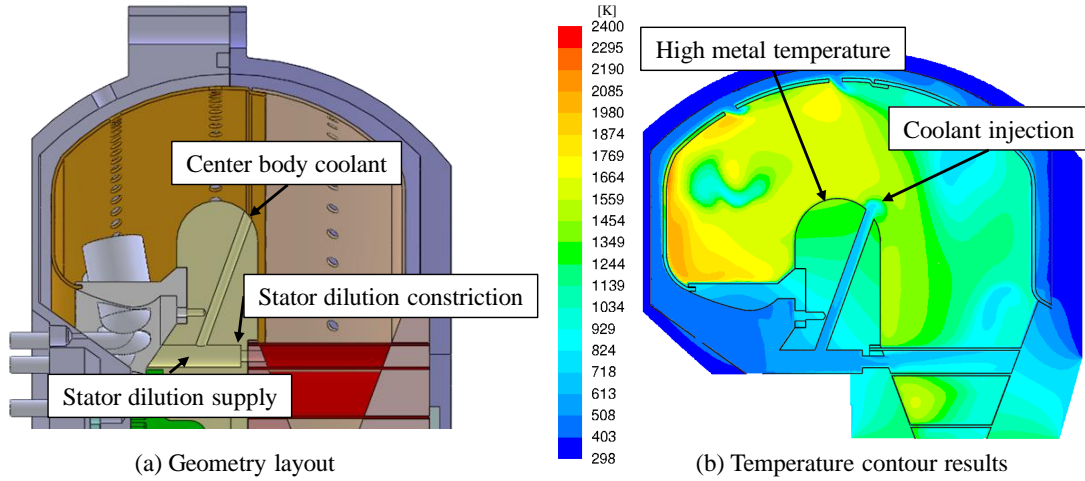 Center body coolant
Stator dilution constriction
Stator dilution supply
(a) Geometry layout
[K]
2400
2295
2190
2085
1980
1874
1769
1664
1559
1454
1349
1244
1139
1034
929
824
718
613
508
403
298
High metal temperature
Coolant injection
(b) Temperature contour results